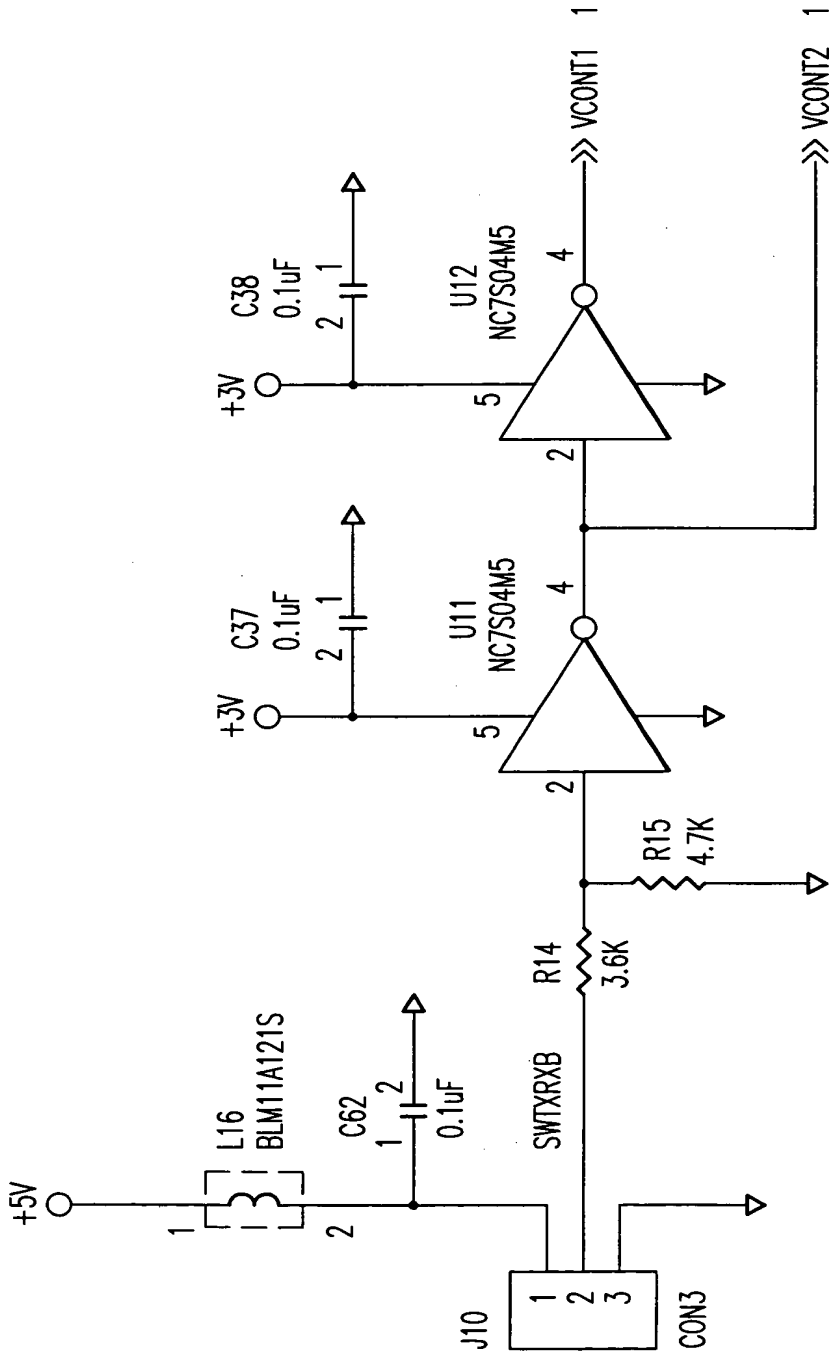 +5V
1
L16
BLM11A121S
2
C62
1 2
0.1uF
J10
1
2
3
CON3
SWTXRXB
R14
3.6K
R15
4.7K
+3V
C37
0.1uF
2 1
5
U11
NC7S04M5
2
4
+3V
C38
0.1uF
2 1
5
U12
NC7S04M5
2
4
VCONT1 1
VCONT2 1